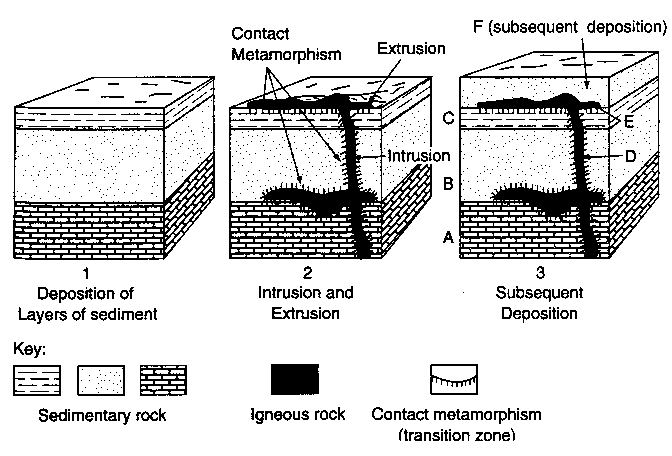 F (subsequent deposition)
Contact
Metamorphism
Extrusion
C
E
Intrusion
D
B
A
1
Deposition of
Layers of sediment
2
Intrusion and
Extrusion
3
Subsequent
Deposition
Key:
Sedimentary rock
Igneous rock
Contact metamorphism
(transition zone)